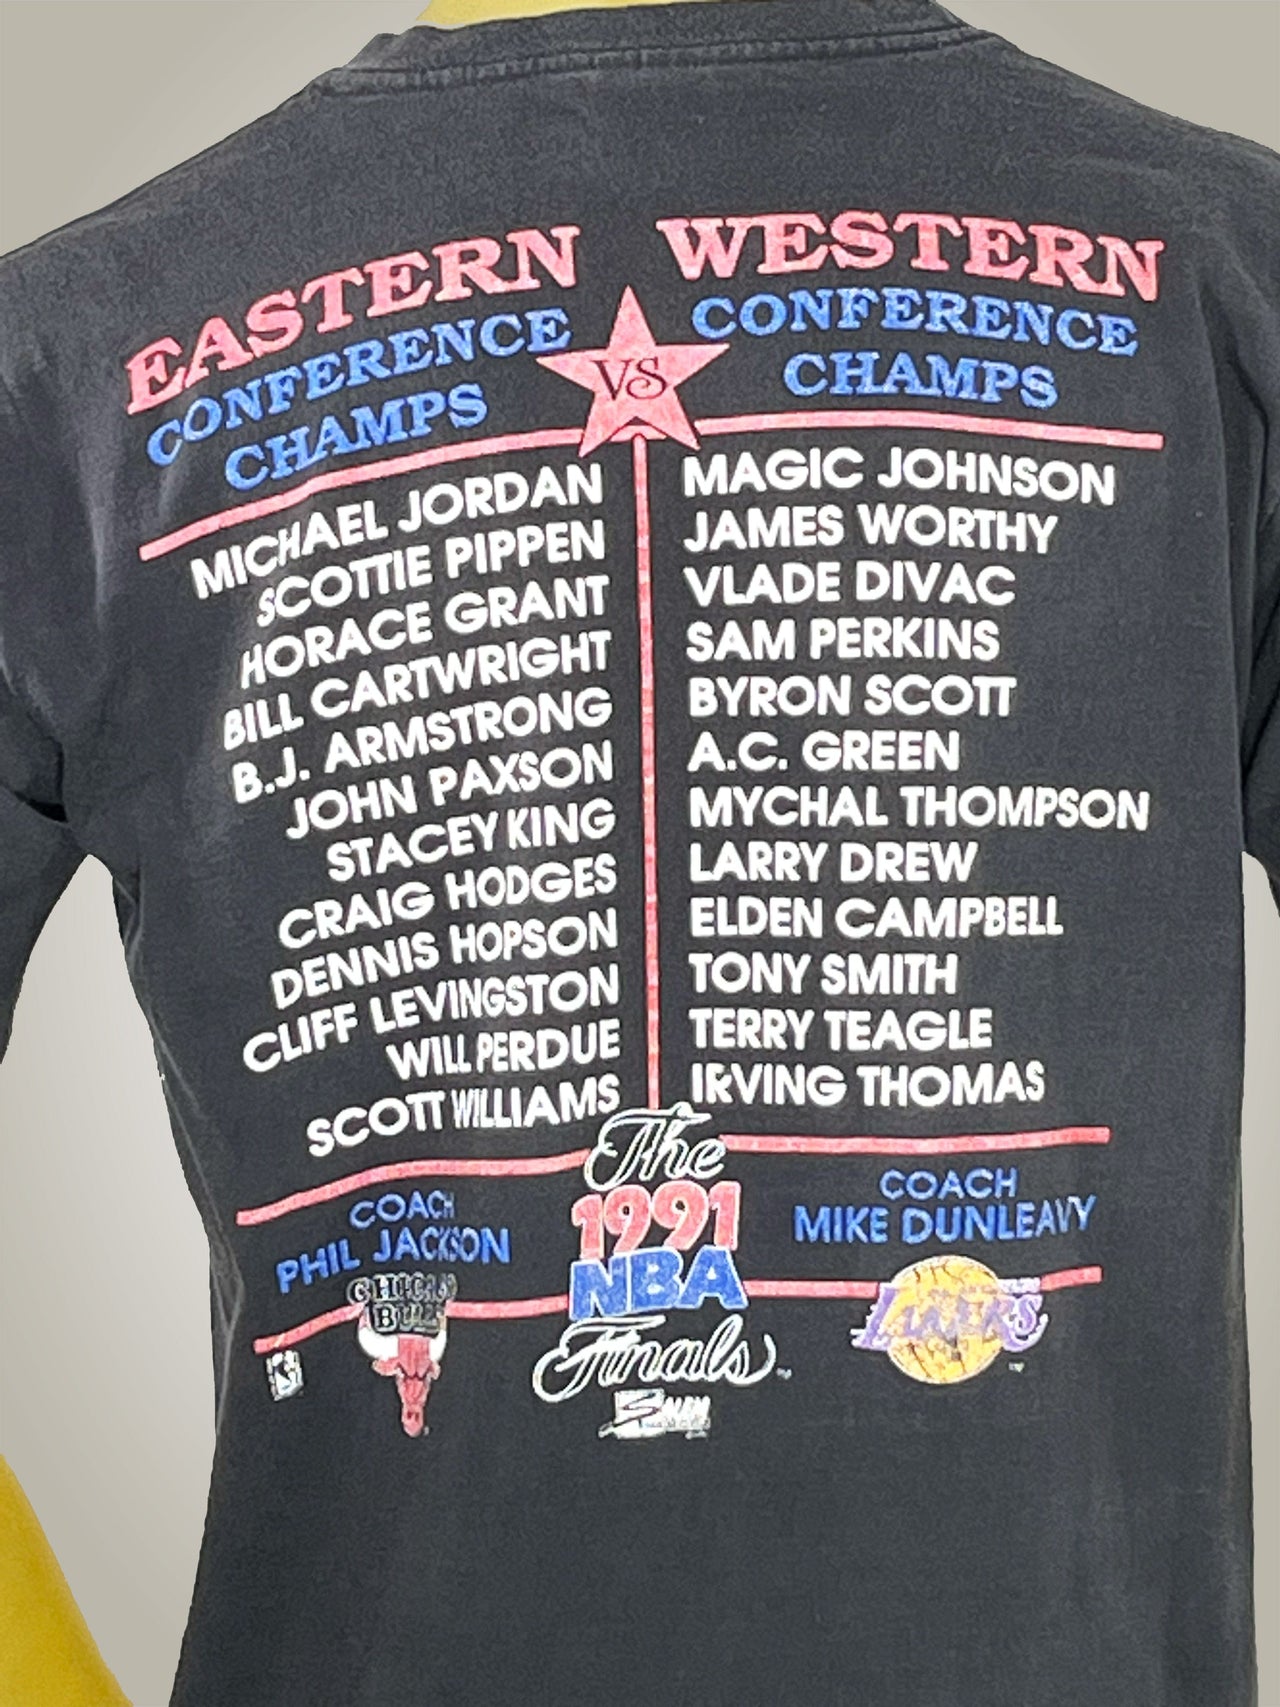 EASTERN
CONFERENCE
CHAMPS
VS
WESTERN
CONFERENCE
CHAMPS
MICHAEL JORDAN
SCOTTIE PIPPEN
HORACE GRANT
BILL CARTWRIGHT
B.J. ARMSTRONG
JOHN PAXSON
STACEY KING
CRAIG HODGES
DENNIS HOPSON
CLIFF LEVINGSTON
WILL PERDUE
SCOTT WILLIAMS
MAGIC JOHNSON
JAMES WORTHY
VLADE DIVAC
SAM PERKINS
BYRON SCOTT
A.C. GREEN
MYCHAL THOMPSON
LARRY DREW
ELDEN CAMPBELL
TONY SMITH
TERRY TEAGLE
IRVING THOMAS
COACH
PHIL JACKSON
CHICAGO
BULLS
The
1991
NBA
Finals
TM
SALEM
COACH
MIKE DUNLEAVY
LAKERS
TM